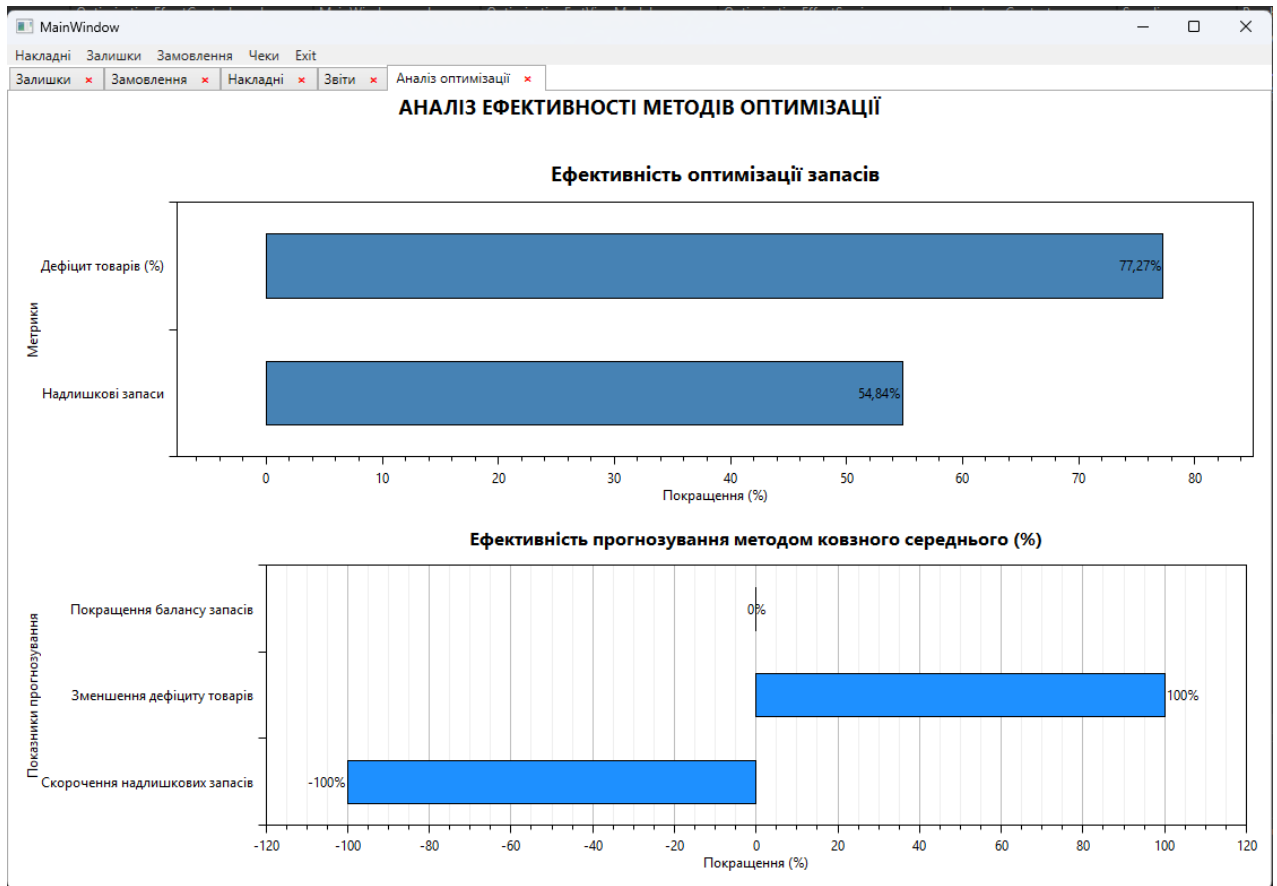 MainWindow
Накладні Залишки Замовлення Чеки Exit
Залишки × Замовлення × Накладні × Звіти × Аналіз оптимізації ×
АНАЛІЗ ЕФЕКТИВНОСТІ МЕТОДІВ ОПТИМІЗАЦІЇ
Ефективність оптимізації запасів
Метрики
Дефіцит товарів (%)
77,27%
Надлишкові запаси
54,84%
0 10 20 30 40 50 60 70 80
Покращення (%)
Ефективність прогнозування методом ковзного середнього (%)
Показники прогнозування
Покращення балансу запасів
0%
Зменшення дефіциту товарів
100%
Скорочення надлишкових запасів
-100%
-120 -100 -80 -60 -40 -20 0 20 40 60 80 100 120
Покращення (%)